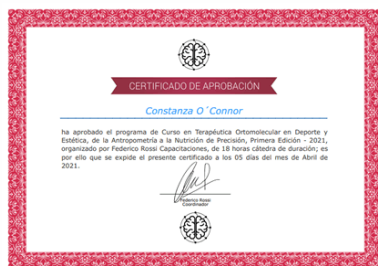 CERTIFICADO DE APROBACIÓN
Constanza O´Connor
ha aprobado el programa de Curso en Terapéutica Ortomolecular en Deporte y
Estética, de la Antropometría a la Nutrición de Precisión, Primera Edición - 2021,
organizado por Federico Rossi Capacitaciones, de 18 horas cátedra de duración; es
por ello que se expide el presente certificado a los 05 días del mes de Abril de
2021.
Federico Rossi
Coordinador